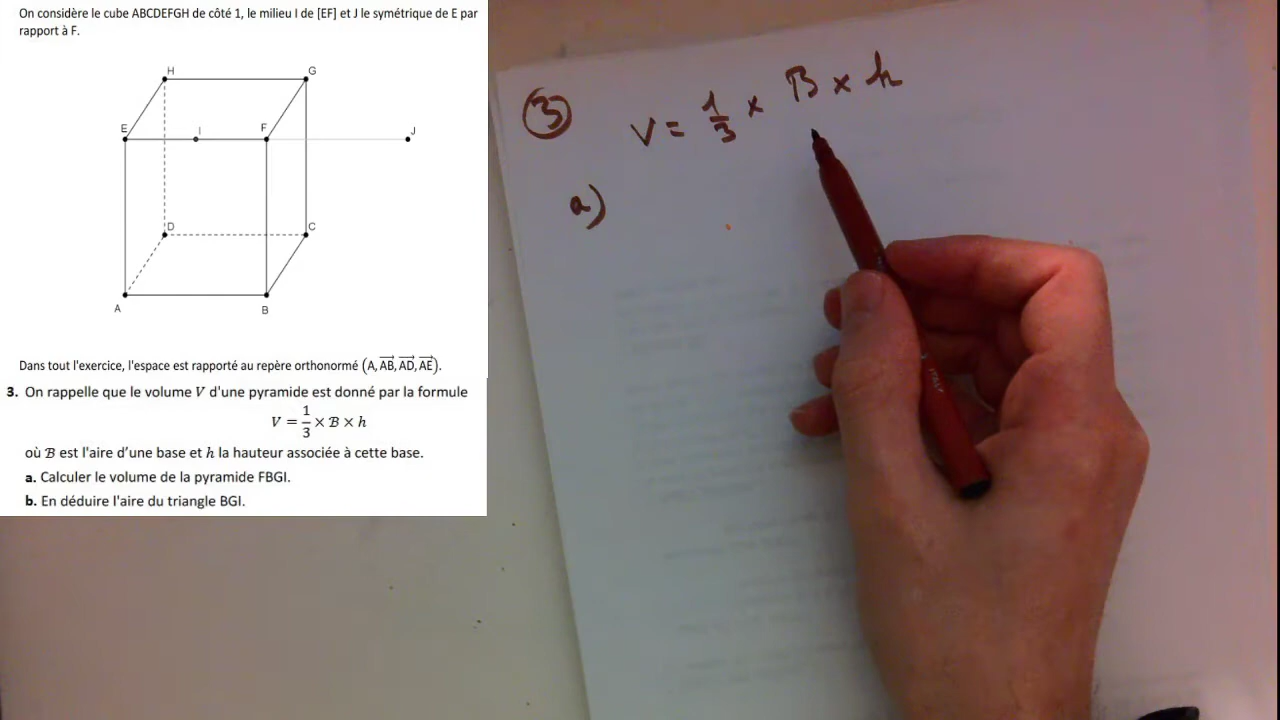 On considère le cube ABCDEFGH de côté 1, le milieu I de [EF] et J le symétrique de E par
rapport à F.
H
G
E
I
F
J
D
C
A
B
Dans tout l'exercice, l'espace est rapporté au repère orthonormé (A, AB, AD, AE).
3. On rappelle que le volume V d'une pyramide est donné par la formule
V = 1/3 × B × h
où B est l'aire d'une base et h la hauteur associée à cette base.
a. Calculer le volume de la pyramide FBGI.
b. En déduire l'aire du triangle BGI.
3 V = 1/3 × B × h
a)